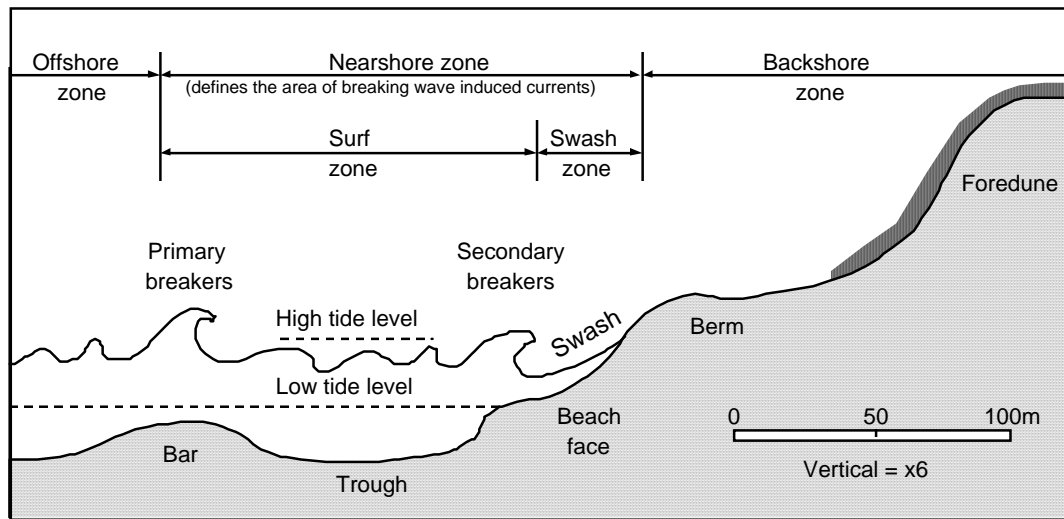 Offshore
zone
Nearshore zone
(defines the area of breaking wave induced currents)
Backshore
zone
Surf
zone
Swash
zone
Foredune
Primary
breakers
Secondary
breakers
High tide level
Swash
Berm
Low tide level
Beach
face
0 50 100m
Bar
Trough
Vertical = x6